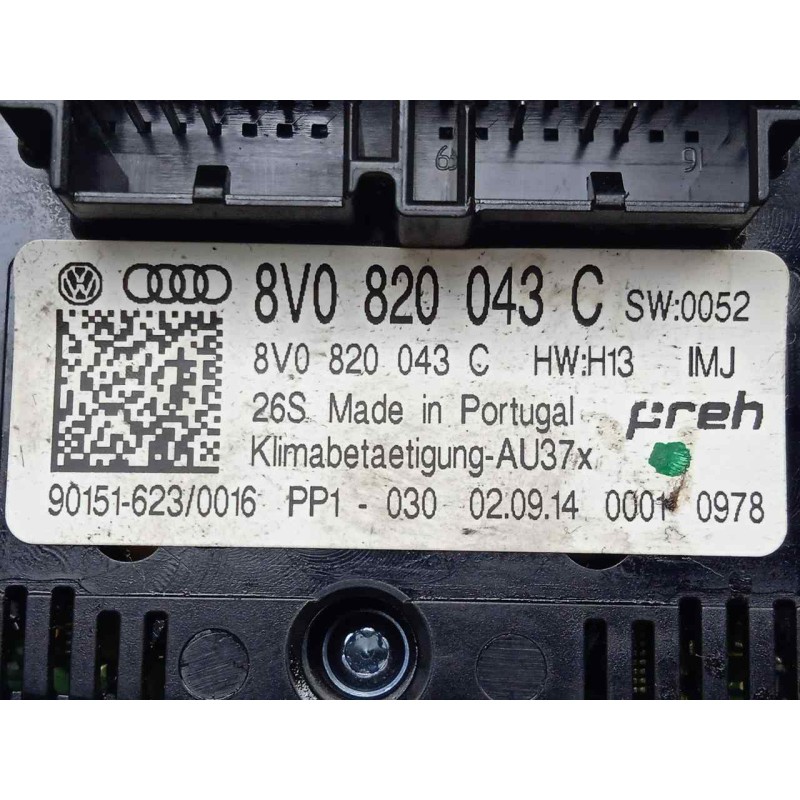 8V0 820 043 C SW:0052
8V0 820 043 C HW:H13 IMJ
26S Made in Portugal preh
Klimabetaetigung-AU37x
90151-623/0016 PP1 - 030 02.09.14 0001 0978